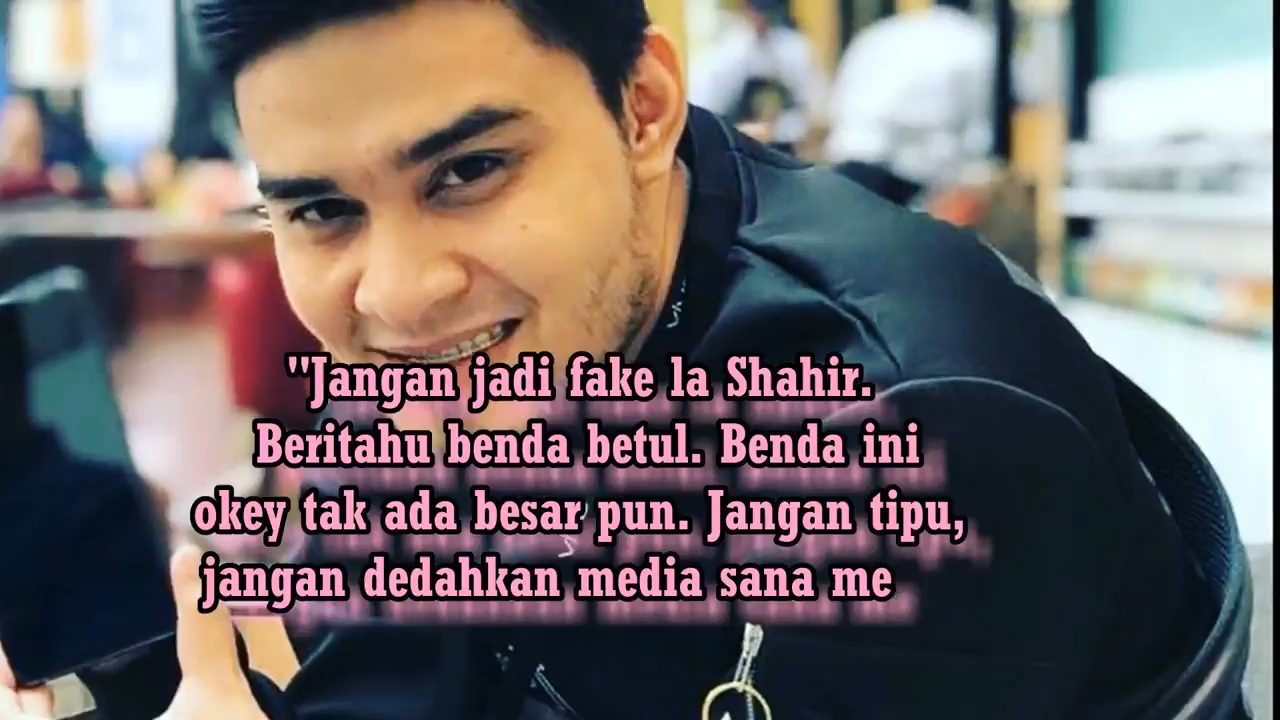 "Jangan jadi fake la Shahir.
Beritahu benda betul. Benda ini
okey tak ada besar pun. Jangan tipu,
jangan dedahkan media sana me